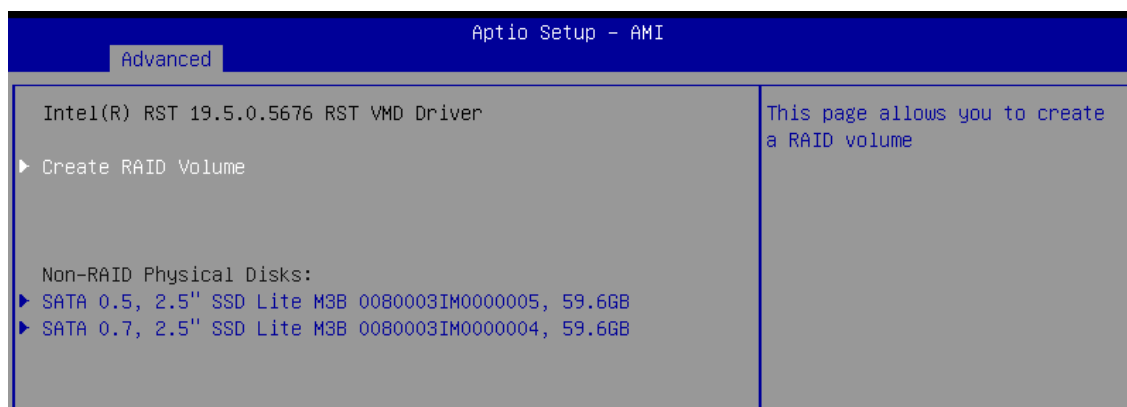 Aptio Setup – AMI
Advanced
Intel(R) RST 19.5.0.5676 RST VMD Driver
Create RAID Volume
Non-RAID Physical Disks:
SATA 0.5, 2.5" SSD Lite M3B 0080003IM0000005, 59.6GB
SATA 0.7, 2.5" SSD Lite M3B 0080003IM0000004, 59.6GB
This page allows you to create
a RAID volume